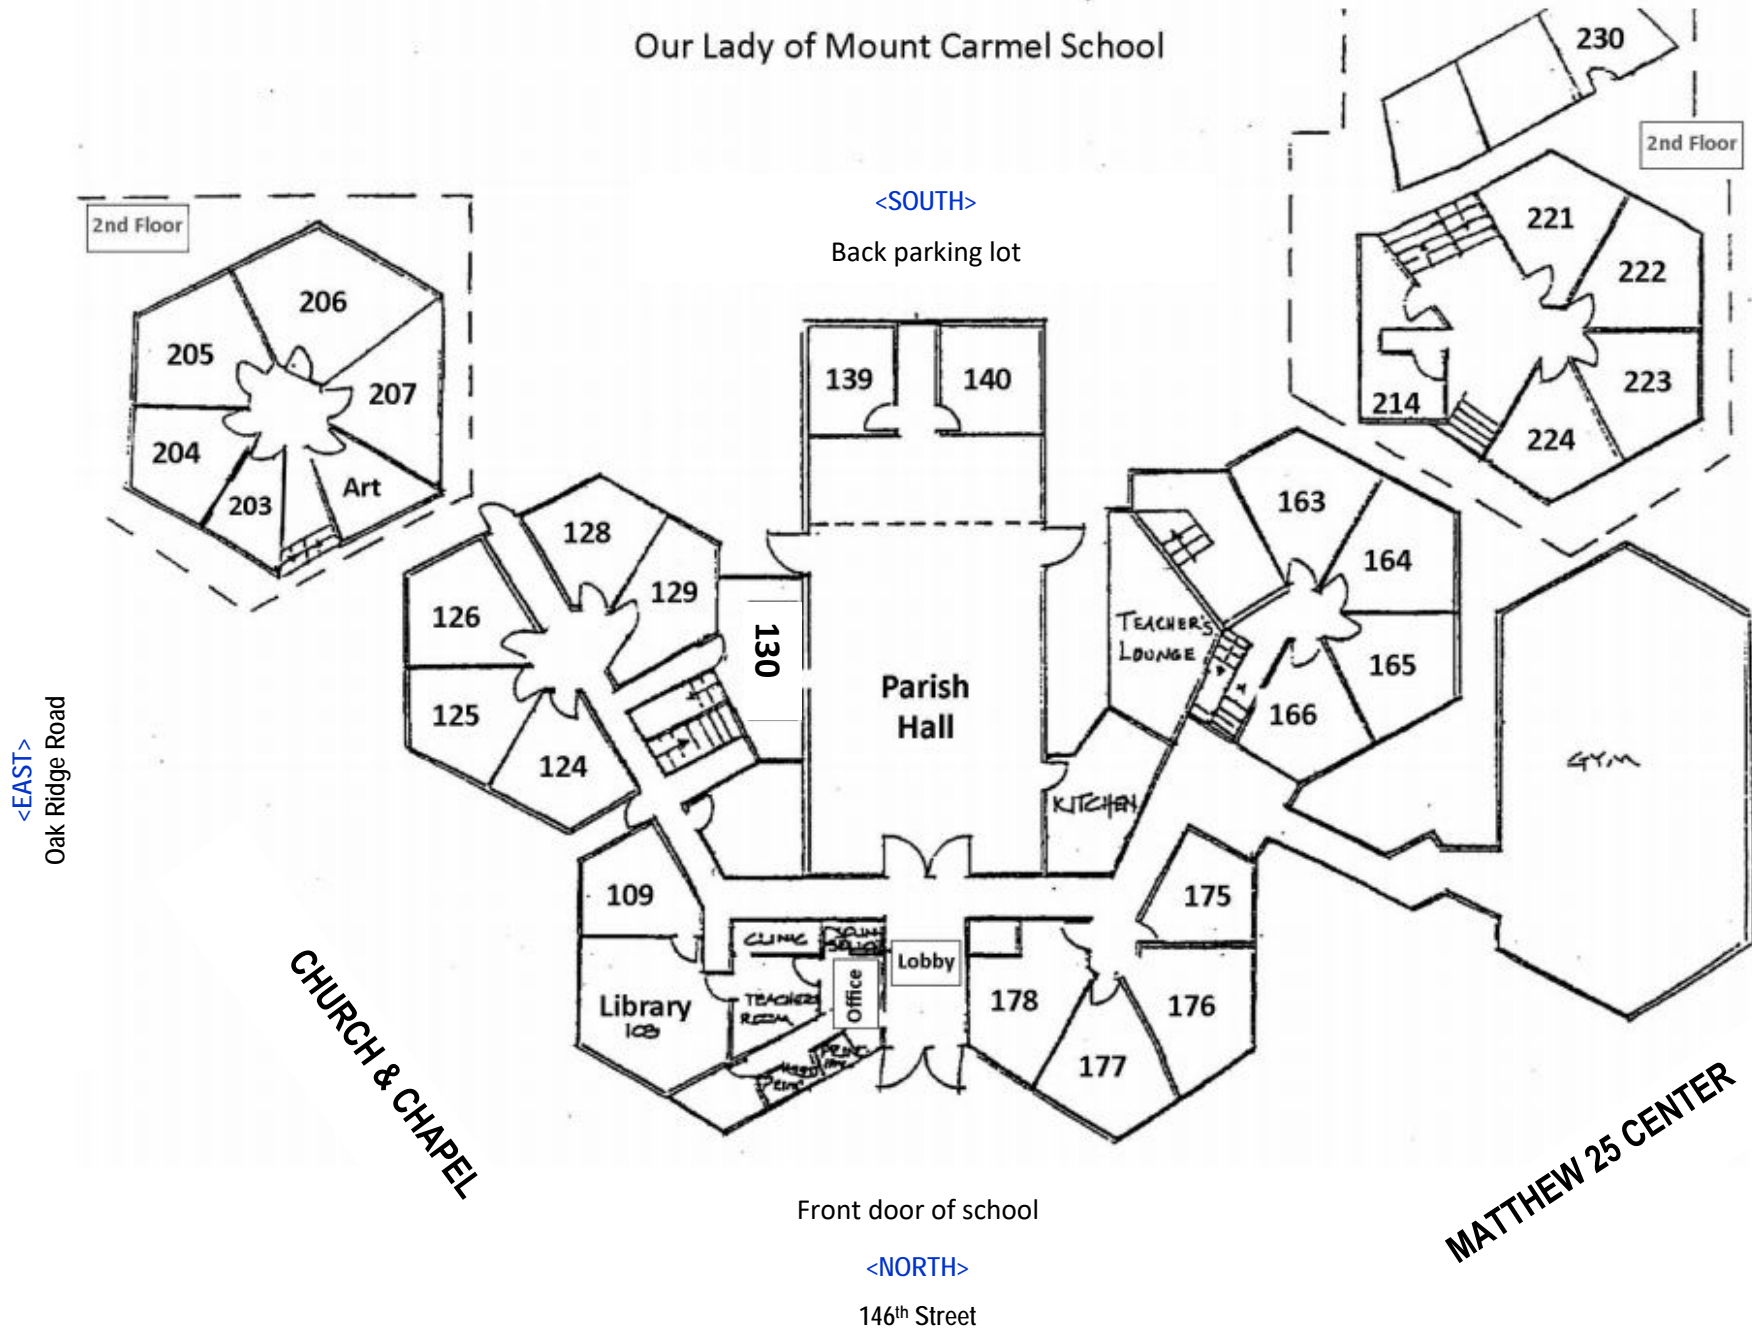 Our Lady of Mount Carmel School
230
2nd Floor
<SOUTH>
Back parking lot
2nd Floor
221
222
223
224
214
206
205
207
204
203
Art
139
140
128
129
126
125
124
130
Parish
Hall
163
164
165
166
TEACHER'S
LOUNGE
KITCHEN
GYM
<EAST>
Oak Ridge Road
109
CLINIC
Lobby
Office
Library
103
TEACHERS
ROOM
PRINC.
175
176
177
178
CHURCH & CHAPEL
MATTHEW 25 CENTER
Front door of school
<NORTH>
146th Street